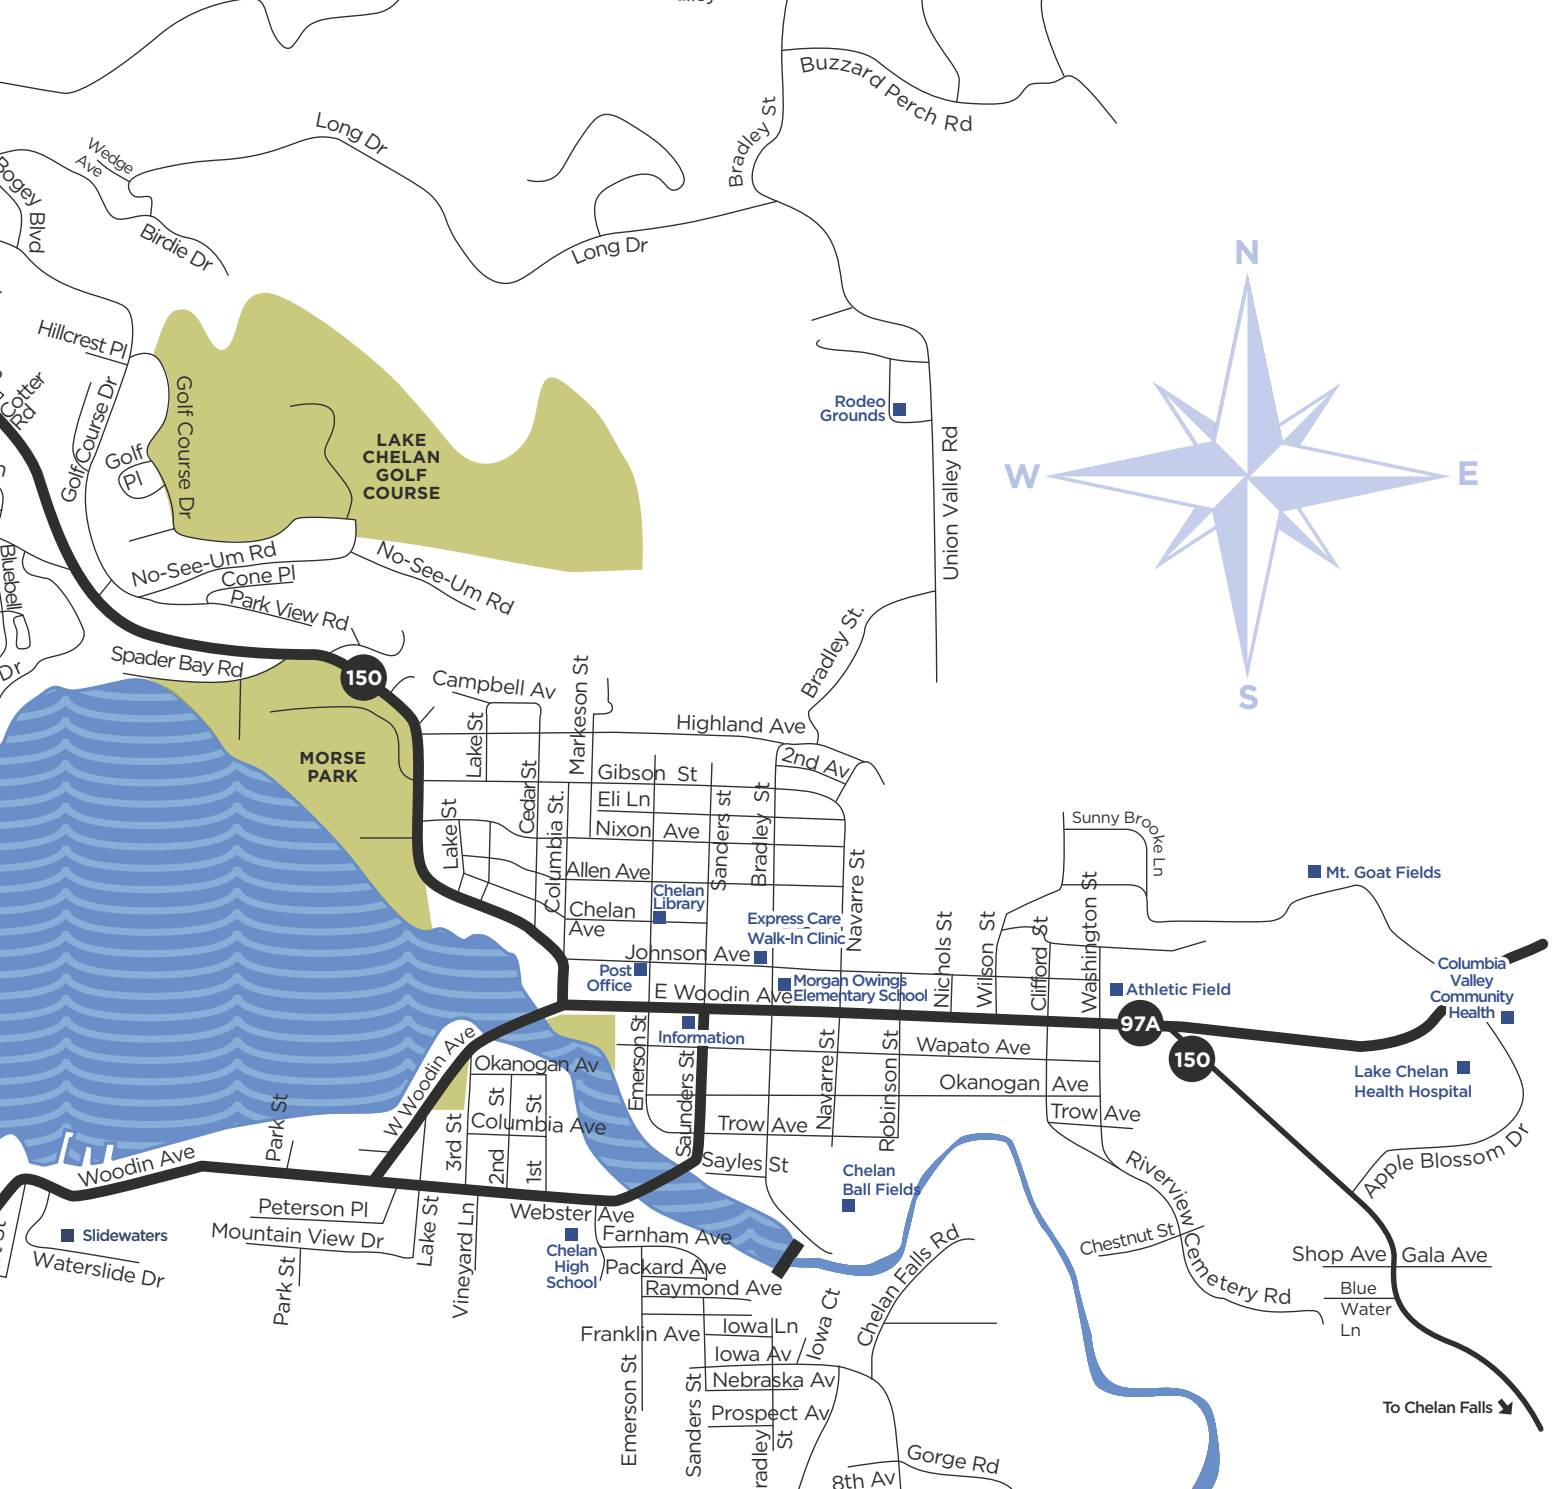 Buzzard Perch Rd
Bradley St
Long Dr
Wedge
Ave
Bogey Blvd
Birdie Dr
Long Dr
N
W
E
S
Hillcrest Pl
Cotter
Rd
Golf Course Dr
Golf Course Dr
Golf
Pl
LAKE
CHELAN
GOLF
COURSE
Rodeo
Grounds
Union Valley Rd
No-See-Um Rd
No-See-Um Rd
Cone Pl
Park View Rd
Bluebell
Dr
Spader Bay Rd
150
Bradley St.
Campbell Av
Markeson St
Highland Ave
2nd Av
Lake St
Cedar St
Gibson St
Eli Ln
Nixon Ave
MORSE
PARK
Lake St
Columbia St.
Sanders st
Bradley St
Navarre St
Allen Ave
Chelan
Library
Chelan
Ave
Express Care
Walk-In Clinic
Johnson Ave
Post
Office
E Woodin Ave
Morgan Owings
Elementary School
Nichols St
Wilson St
Clifford St
Washington St
Sunny Brooke Ln
Mt. Goat Fields
Athletic Field
Columbia
Valley
Community
Health
97A
150
Information
Emerson St
Saunders St
Navarre St
Robinson St
Wapato Ave
Okanogan Ave
Trow Ave
Trow Ave
Lake Chelan
Health Hospital
Apple Blossom Dr
W Woodin Ave
Okanogan Av
Columbia Ave
3rd St
2nd St
1st St
Park St
Woodin Ave
Sayles St
Chelan
Ball Fields
Riverview
Cemetery Rd
Chestnut St
Shop Ave
Gala Ave
Blue
Water
Ln
To Chelan Falls
Slidewaters
Waterslide Dr
Peterson Pl
Mountain View Dr
Park St
Lake St
Vineyard Ln
Webster Ave
Chelan
High
School
Farnham Ave
Packard Ave
Raymond Ave
Franklin Ave
Iowa Ln
Iowa Av
Iowa Ct
Chelan Falls Rd
Nebraska Av
Prospect Av
Emerson St
Sanders St
radley St
Gorge Rd
8th Av